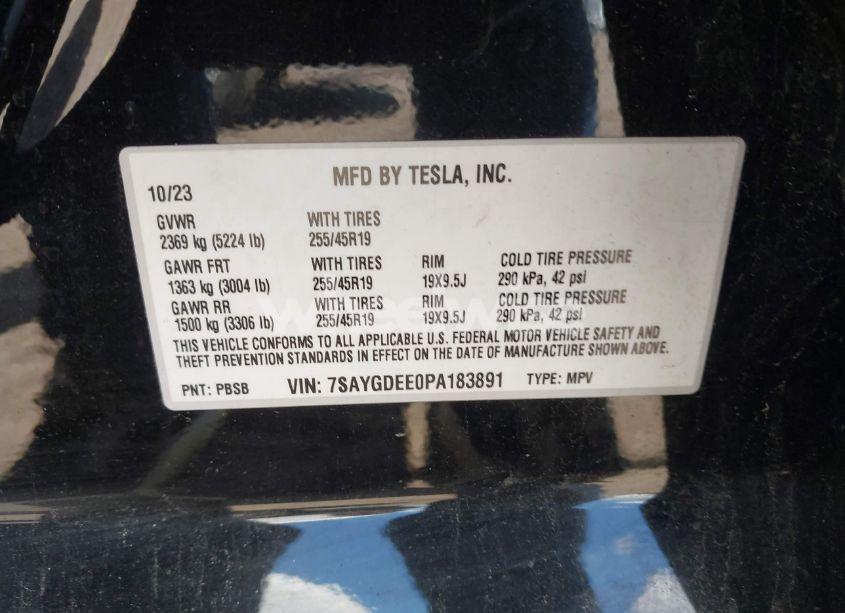 MFD BY TESLA, INC.
10/23
GVWR WITH TIRES
2369 kg (5224 lb) 255/45R19
GAWR FRT WITH TIRES RIM COLD TIRE PRESSURE
1363 kg (3004 lb) 255/45R19 19X9.5J 290 kPa, 42 psi
GAWR RR WITH TIRES RIM COLD TIRE PRESSURE
1500 kg (3306 lb) 255/45R19 19X9.5J 290 kPa, 42 psi
THIS VEHICLE CONFORMS TO ALL APPLICABLE U.S. FEDERAL MOTOR VEHICLE SAFETY AND
THEFT PREVENTION STANDARDS IN EFFECT ON THE DATE OF MANUFACTURE SHOWN ABOVE.
PNT: PBSB VIN: 7SAYGDEE0PA183891 TYPE: MPV